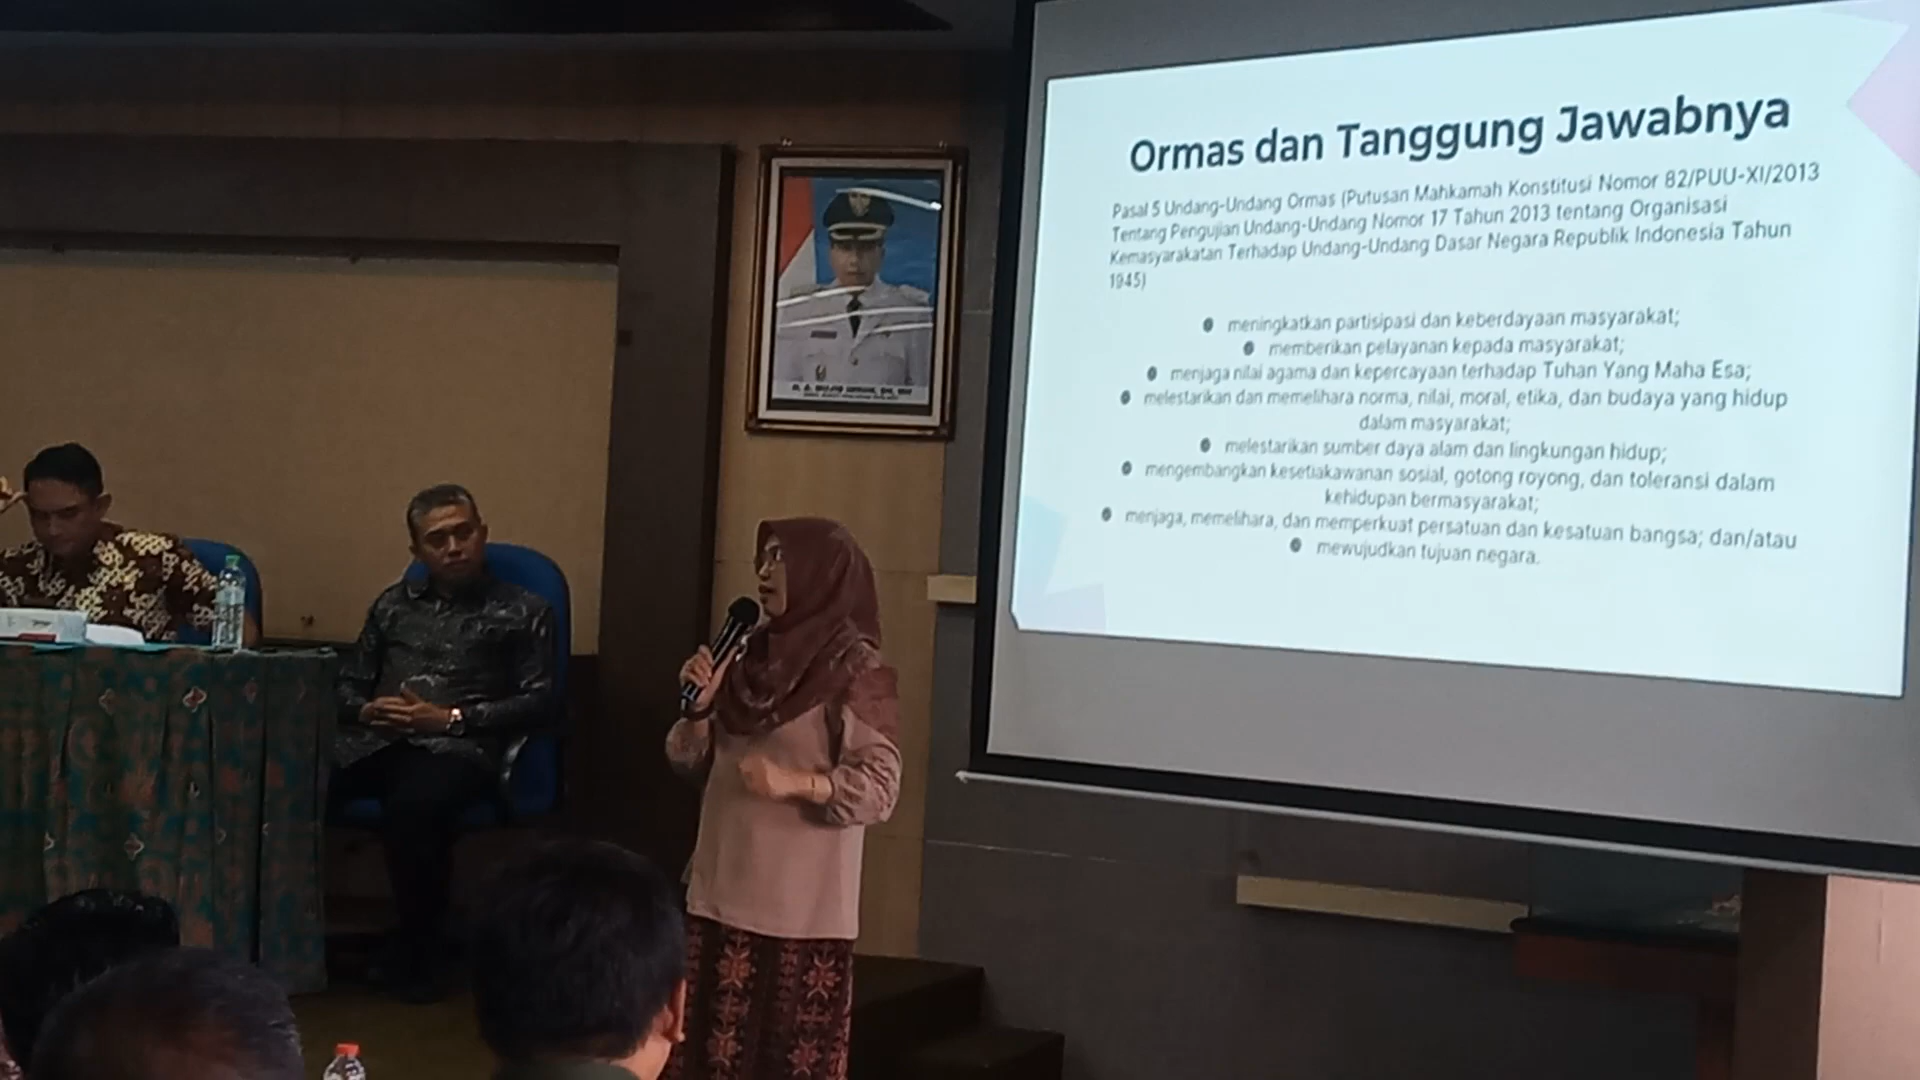 Ormas dan Tanggung Jawabnya
Pasal 5 Undang-Undang Ormas (Putusan Mahkamah Konstitusi Nomor 82/PUU-XI/2013
Tentang Pengujian Undang-Undang Nomor 17 Tahun 2013 tentang Organisasi
Kemasyarakatan Terhadap Undang-Undang Dasar Negara Republik Indonesia Tahun
1945)
meningkatkan partisipasi dan keberdayaan masyarakat;
memberikan pelayanan kepada masyarakat;
menjaga nilai agama dan kepercayaan terhadap Tuhan Yang Maha Esa;
melestarikan dan memelihara norma, nilai, moral, etika, dan budaya yang hidup
dalam masyarakat;
melestarikan sumber daya alam dan lingkungan hidup;
mengembangkan kesetiakawanan sosial, gotong royong, dan toleransi dalam
kehidupan bermasyarakat;
menjaga, memelihara, dan memperkuat persatuan dan kesatuan bangsa; dan/atau
mewujudkan tujuan negara.